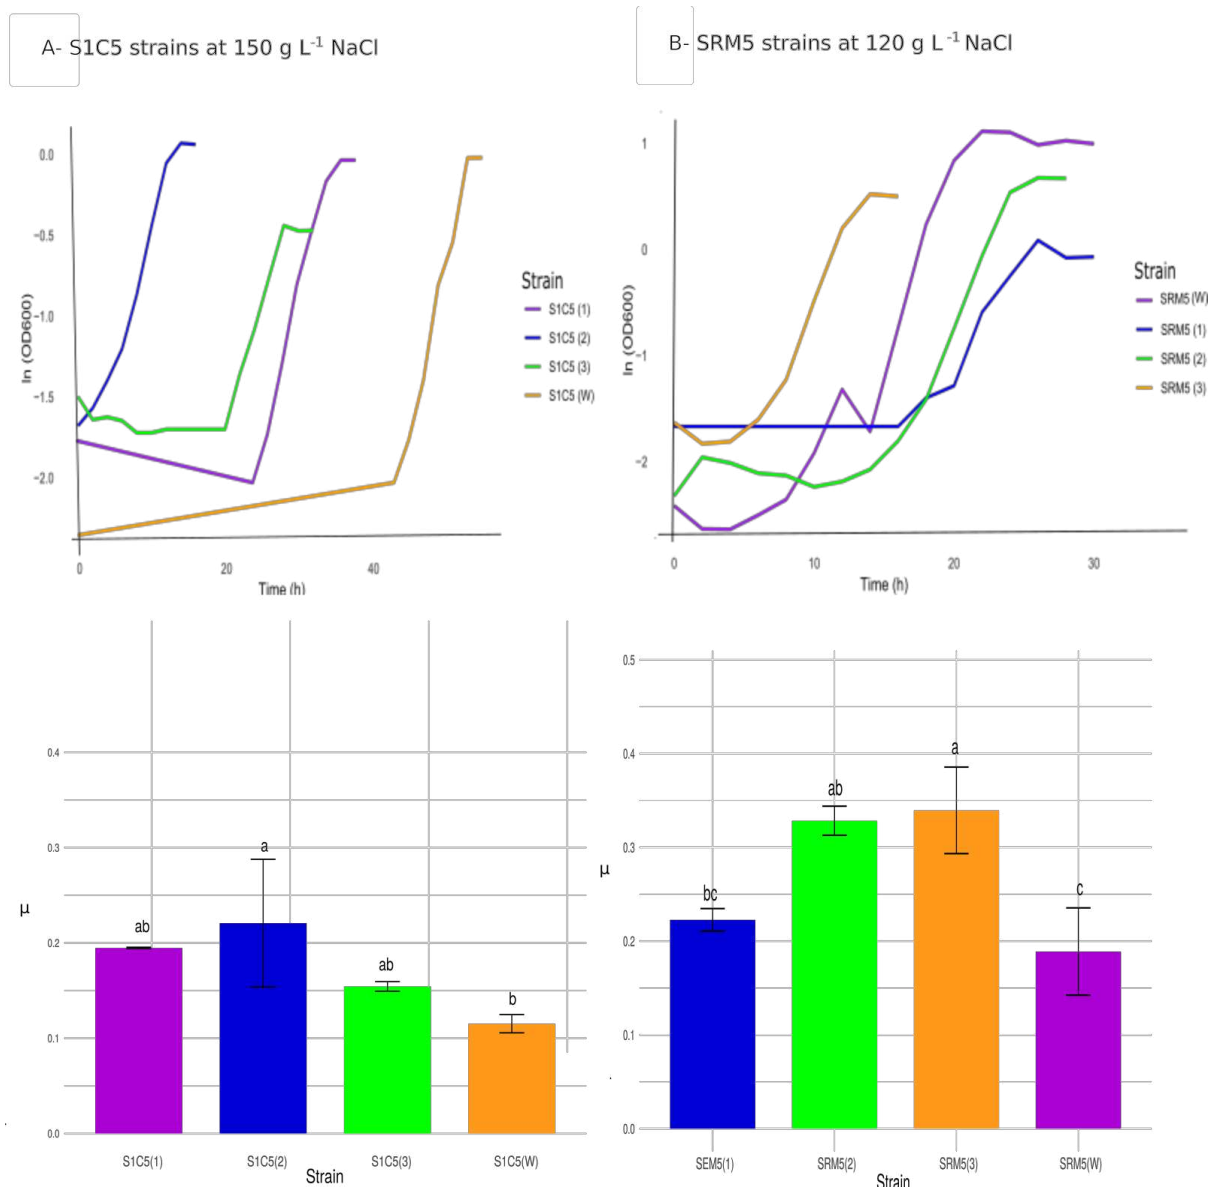 A- S1C5 strains at 150 g L-1 NaCl
0.0
−0.5
−1.0
−1.5
−2.0
ln (OD600)
0
20
40
Time (h)
Strain
S1C5 (1)
S1C5 (2)
S1C5 (3)
S1C5 (W)
B- SRM5 strains at 120 g L-1 NaCl
1
0
−1
−2
ln (OD600)
0
10
20
30
Time (h)
Strain
SRM5 (W)
SRM5 (1)
SRM5 (2)
SRM5 (3)
0.4
0.3
0.2
0.1
0.0
μ
ab
a
ab
b
S1C5(1)
S1C5(2)
S1C5(3)
S1C5(W)
Strain
0.5
0.4
0.3
0.2
0.1
0.0
μ
bc
ab
a
c
SEM5(1)
SRM5(2)
SRM5(3)
SRM5(W)
Strain